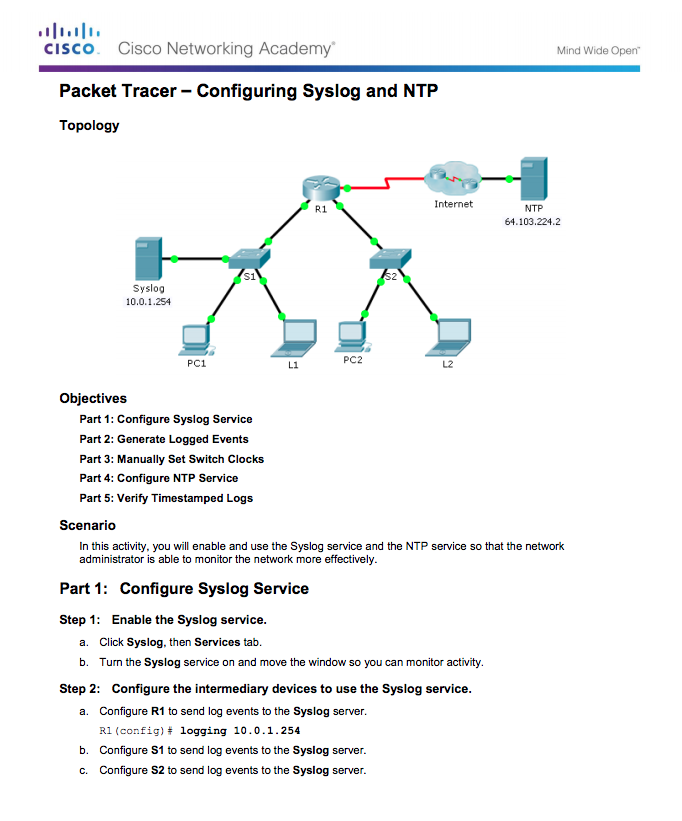 CISCO. Cisco Networking Academy® Mind Wide Open™
Packet Tracer – Configuring Syslog and NTP
Topology
R1
Internet
NTP
64.103.224.2
S1
S2
Syslog
10.0.1.254
PC1
L1
PC2
L2
Objectives
Part 1: Configure Syslog Service
Part 2: Generate Logged Events
Part 3: Manually Set Switch Clocks
Part 4: Configure NTP Service
Part 5: Verify Timestamped Logs
Scenario
In this activity, you will enable and use the Syslog service and the NTP service so that the network
administrator is able to monitor the network more effectively.
Part 1: Configure Syslog Service
Step 1: Enable the Syslog service.
a. Click Syslog, then Services tab.
b. Turn the Syslog service on and move the window so you can monitor activity.
Step 2: Configure the intermediary devices to use the Syslog service.
a. Configure R1 to send log events to the Syslog server.
R1(config)# logging 10.0.1.254
b. Configure S1 to send log events to the Syslog server.
c. Configure S2 to send log events to the Syslog server.